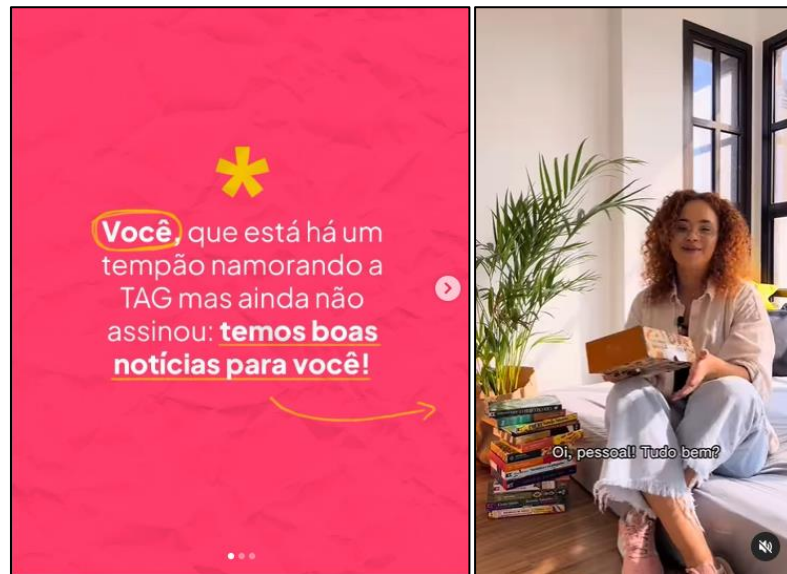 *
Você, que está há um
tempão namorando a
TAG mas ainda não
assinou: temos boas
notícias para você!
Oi, pessoal! Tudo bem?